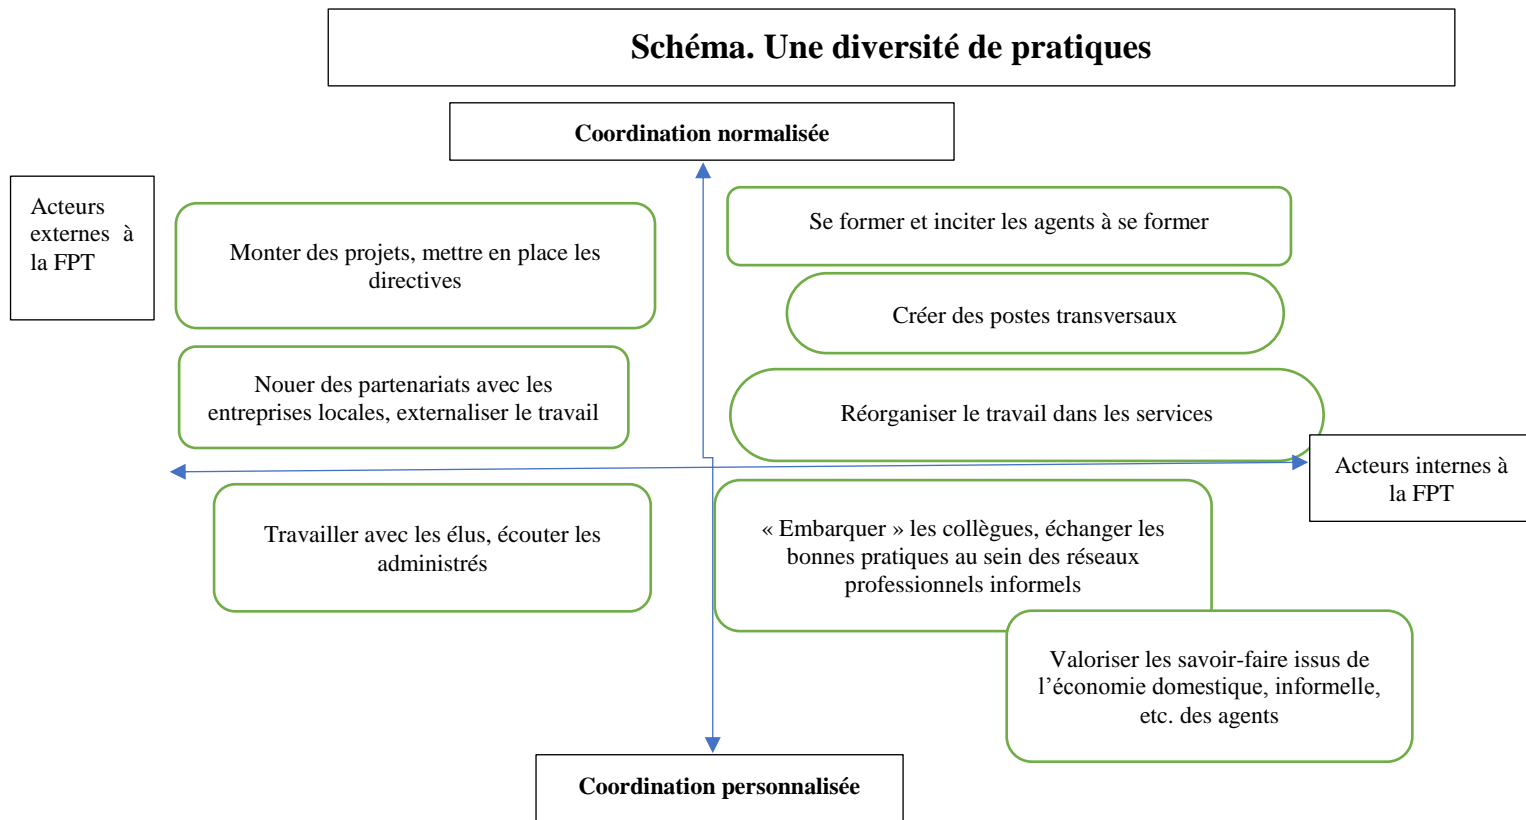 Schéma. Une diversité de pratiques
Coordination normalisée
Acteurs
externes à
la FPT
Monter des projets, mettre en place les
directives
Se former et inciter les agents à se former
Créer des postes transversaux
Nouer des partenariats avec les
entreprises locales, externaliser le travail
Réorganiser le travail dans les services
Acteurs internes à
la FPT
Travailler avec les élus, écouter les
administrés
« Embarquer » les collègues, échanger les
bonnes pratiques au sein des réseaux
professionnels informels
Valoriser les savoir-faire issus de
l’économie domestique, informelle,
etc. des agents
Coordination personnalisée